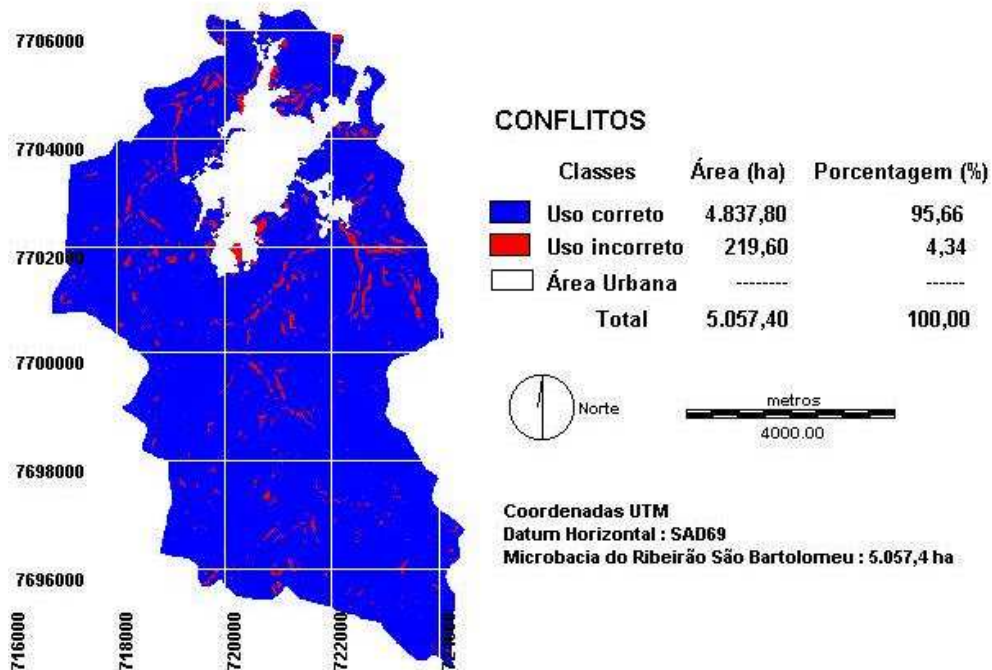 7706000
7704000
7702000
7700000
7698000
7696000
716000
718000
720000
722000
724000
CONFLITOS
Classes Área (ha) Porcentagem (%)
Uso correto 4.837,80 95,66
Uso incorreto 219,60 4,34
Área Urbana -------- ------
Total 5.057,40 100,00
Norte
metros
4000.00
Coordenadas UTM
Datum Horizontal : SAD69
Microbacia do Ribeirão São Bartolomeu : 5.057,4 ha